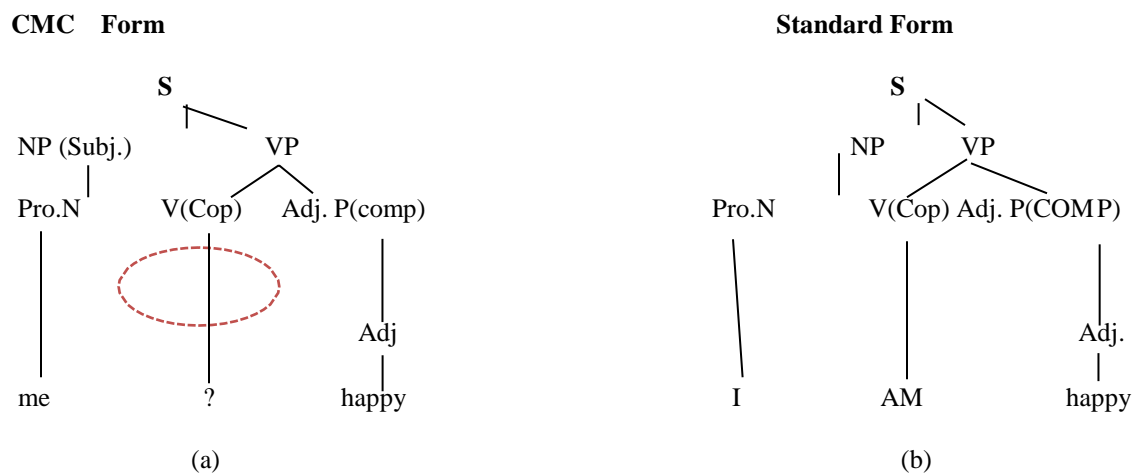 CMC Form Standard Form
S S
NP (Subj.) VP NP VP
Pro.N V(Cop) Adj. P(comp) Pro.N V(Cop) Adj. P(COMP)
Adj Adj.
me ? happy I AM happy
(a) (b)